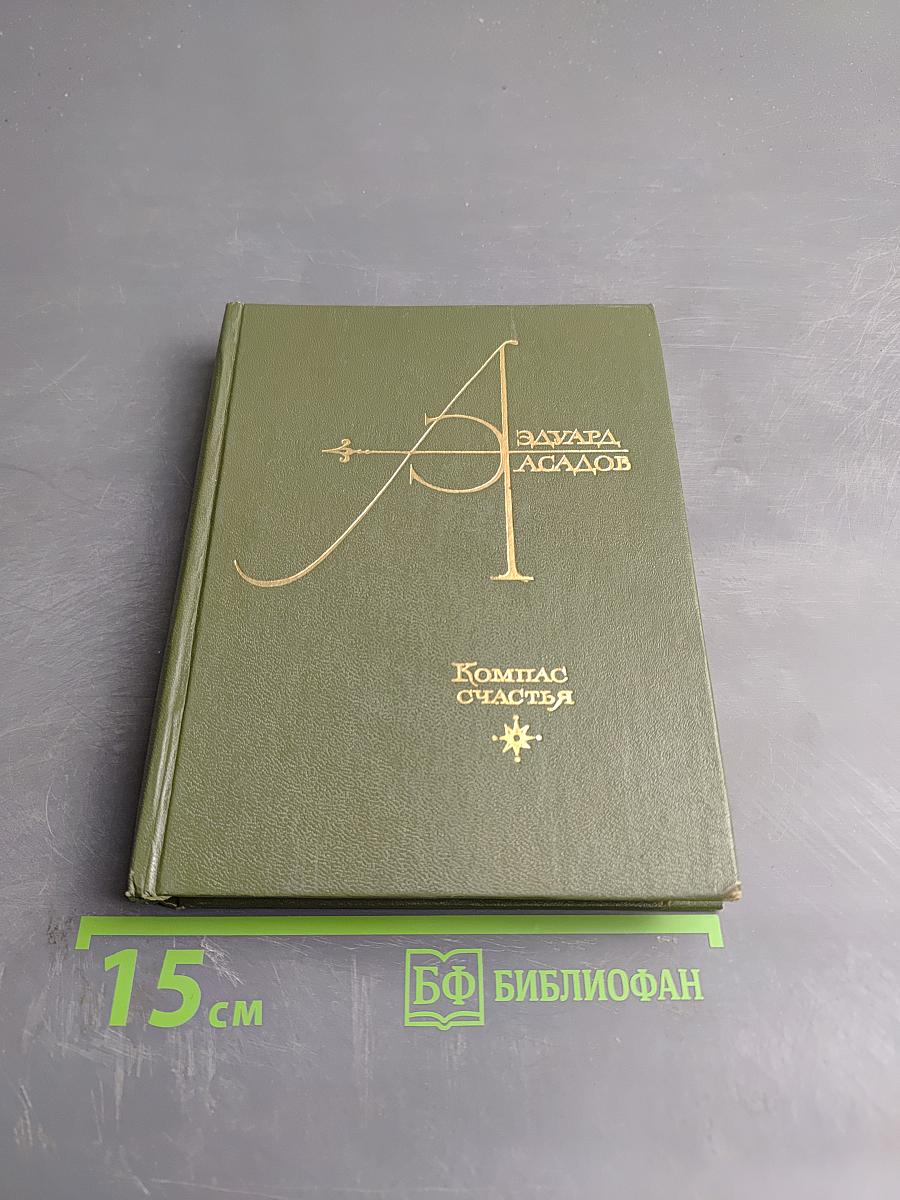 ЭДУАРД
АСАДОВ
КОМПАС
СЧАСТЬЯ
15 см
БФ БИБЛИОФАН